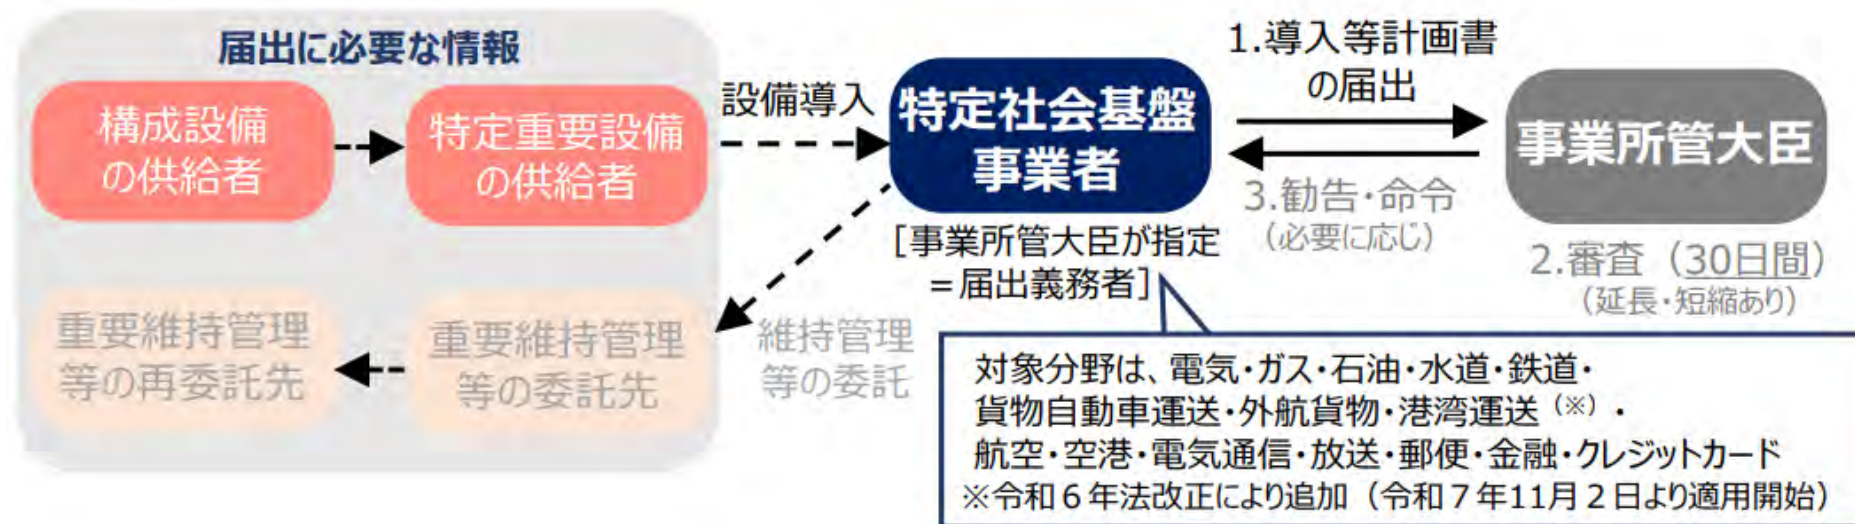 届出に必要な情報
構成設備
の供給者
特定重要設備
の供給者
設備導入
特定社会基盤
事業者
[事業所管大臣が指定
=届出義務者]
1.導入等計画書
の届出
事業所管大臣
3.勧告・命令
(必要に応じ)
2.審査(30日間)
(延長・短縮あり)
重要維持管理
等の再委託先
重要維持管理
等の委託先
維持管理
等の委託
対象分野は、電気・ガス・石油・水道・鉄道・
貨物自動車運送・外航貨物・港湾運送(※)・
航空・空港・電気通信・放送・郵便・金融・クレジットカード
※令和6年法改正により追加(令和7年11月2日より適用開始)